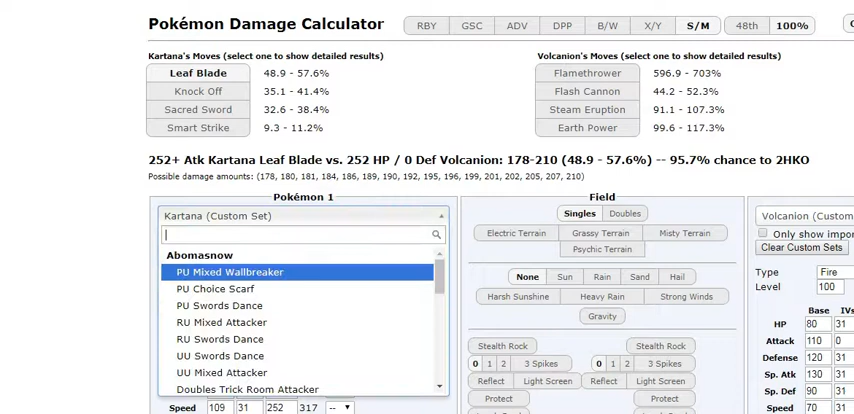 Pokémon Damage Calculator RBY GSC ADV DPP B/W X/Y S/M 48th 100%
Kartana's Moves (select one to show detailed results)
Leaf Blade 48.9 - 57.6%
Knock Off 35.1 - 41.4%
Sacred Sword 32.6 - 38.4%
Smart Strike 9.3 - 11.2%
Volcanion's Moves (select one to show detailed results)
Flamethrower 596.9 - 703%
Flash Cannon 44.2 - 52.3%
Steam Eruption 91.1 - 107.3%
Earth Power 99.6 - 117.3%
252+ Atk Kartana Leaf Blade vs. 252 HP / 0 Def Volcanion: 178-210 (48.9 - 57.6%) -- 95.7% chance to 2HKO
Possible damage amounts: (178, 180, 181, 184, 186, 189, 190, 192, 195, 196, 199, 201, 202, 205, 207, 210)
Pokémon 1
Kartana (Custom Set)
Abomasnow
PU Mixed Wallbreaker
PU Choice Scarf
PU Swords Dance
RU Mixed Attacker
RU Swords Dance
UU Swords Dance
UU Mixed Attacker
Doubles Trick Room Attacker
Speed 109 31 252 317 --
Field
Singles Doubles
Electric Terrain Grassy Terrain Misty Terrain
Psychic Terrain
None Sun Rain Sand Hail
Harsh Sunshine Heavy Rain Strong Winds
Gravity
Stealth Rock Stealth Rock
0 1 2 3 Spikes 0 1 2 3 Spikes
Reflect Light Screen Reflect Light Screen
Protect Protect
Volcanion (Custom
Only show impor
Clear Custom Sets
Type Fire
Level 100
Base IVs
HP 80 31
Attack 110 0
Defense 120 31
Sp. Atk 130 31
Sp. Def 90 31
Speed 70 31